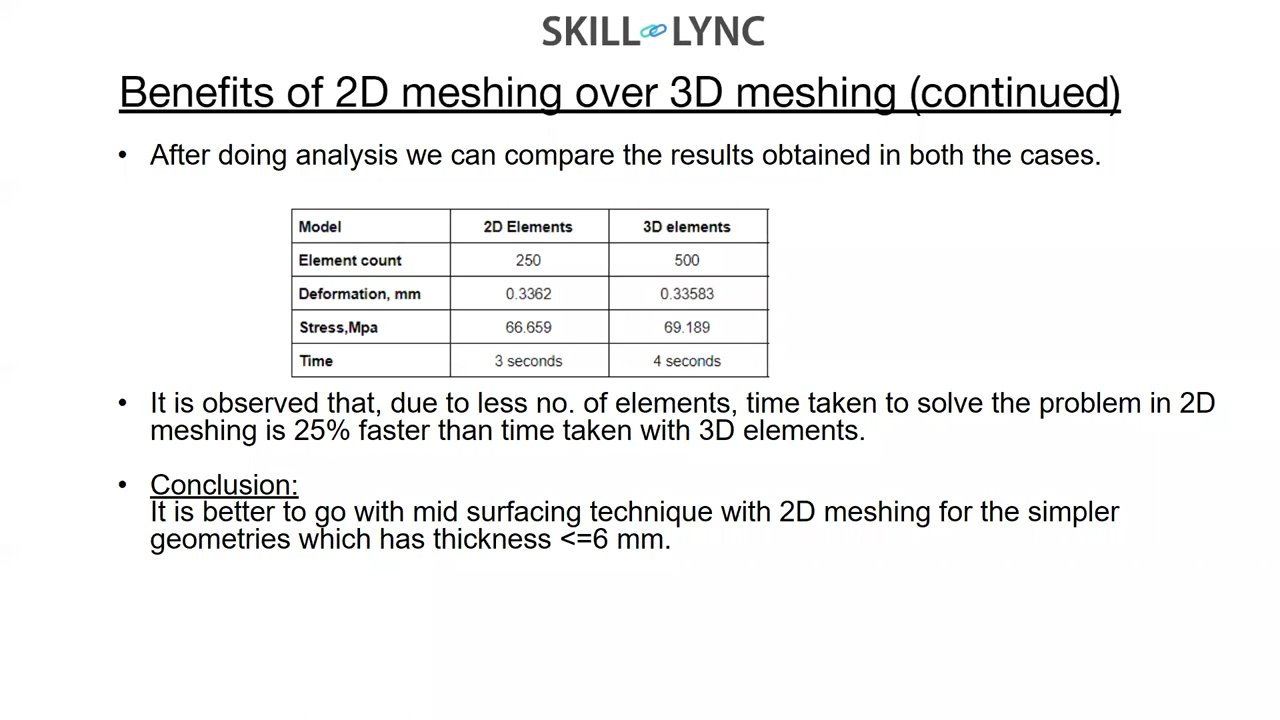 SKILL LYNC
Benefits of 2D meshing over 3D meshing (continued)
• After doing analysis we can compare the results obtained in both the cases.
Model 2D Elements 3D elements
Element count 250 500
Deformation, mm 0.3362 0.33583
Stress,Mpa 66.659 69.189
Time 3 seconds 4 seconds
• It is observed that, due to less no. of elements, time taken to solve the problem in 2D
meshing is 25% faster than time taken with 3D elements.
• Conclusion:
It is better to go with mid surfacing technique with 2D meshing for the simpler
geometries which has thickness <=6 mm.